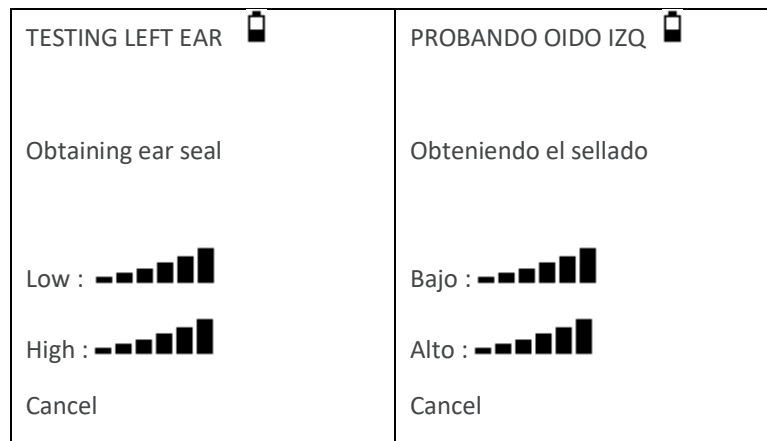 TESTING LEFT EAR
Obtaining ear seal
Low :
High :
Cancel
PROBANDO OIDO IZQ
Obteniendo el sellado
Bajo :
Alto :
Cancel